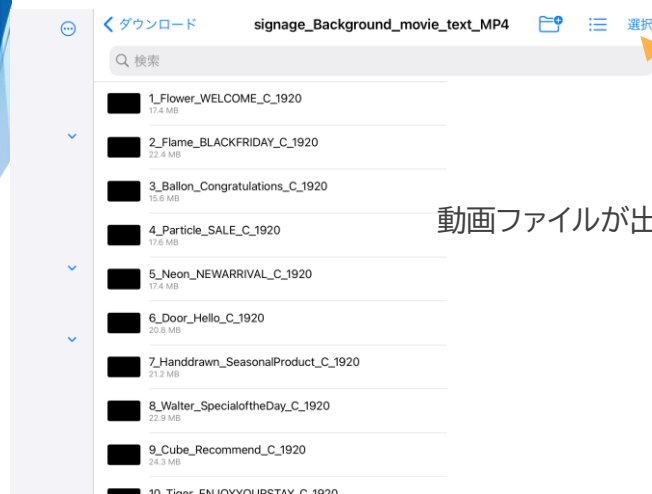 ダウンロード
signage_Background_movie_text_MP4
選択
検索
1_Flower_WELCOME_C_1920
17.4 MB
2_Flame_BLACKFRIDAY_C_1920
22.4 MB
3_Ballon_Congratulations_C_1920
15.6 MB
動画ファイルが出
4_Particle_SALE_C_1920
17.6 MB
5_Neon_NEWARRIVAL_C_1920
17.4 MB
6_Door_Hello_C_1920
20.8 MB
7_Handdrawn_SeasonalProduct_C_1920
21.2 MB
8_Walter_SpecialoftheDay_C_1920
22.9 MB
9_Cube_Recommend_C_1920
24.3 MB
10_Tiger_ENJOYYOURSTAY_C_1920